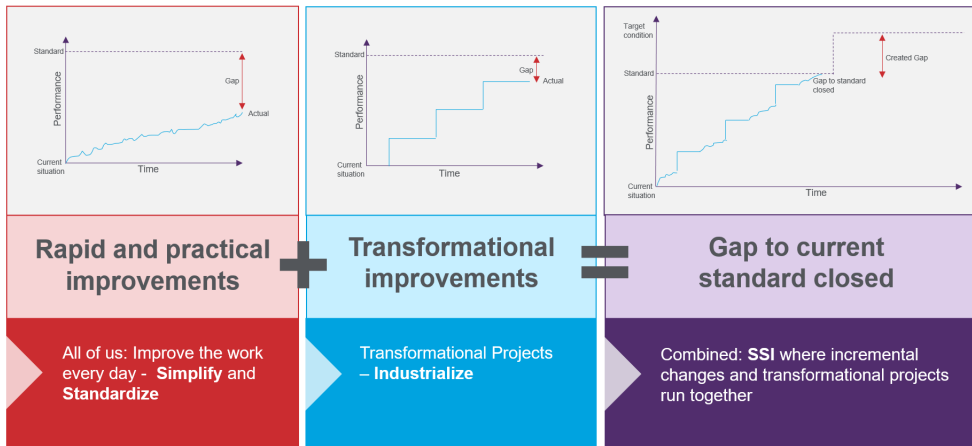 Standard
Gap
Performance
Actual
Current
situation
Time
Standard
Gap
Actual
Performance
Current
situation
Time
Target
condition
Created Gap
Standard
Gap to standard
closed
Performance
Current
situation
Time
Rapid and practical
improvements
+
Transformational
improvements
=
Gap to current
standard closed
All of us: Improve the work
every day - Simplify and
Standardize
Transformational Projects
– Industrialize
Combined: SSI where incremental
changes and transformational projects
run together